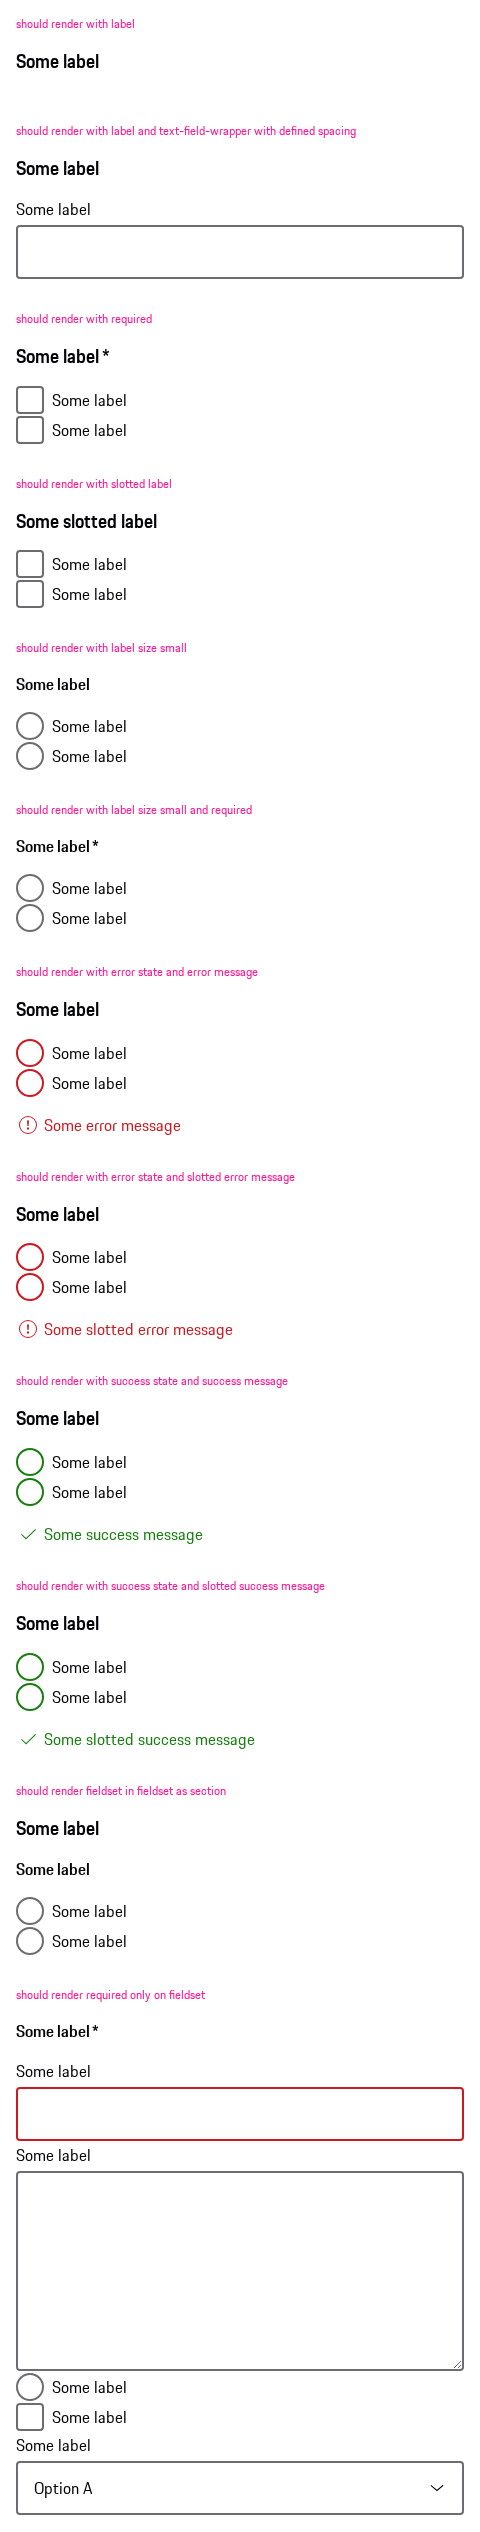 should render with label
Some label
should render with label and text-field-wrapper with defined spacing
Some label
Some label
should render with required
Some label *
Some label
Some label
should render with slotted label
Some slotted label
Some label
Some label
should render with label size small
Some label
Some label
Some label
should render with label size small and required
Some label *
Some label
Some label
should render with error state and error message
Some label
Some label
Some label
Some error message
should render with error state and slotted error message
Some label
Some label
Some label
Some slotted error message
should render with success state and success message
Some label
Some label
Some label
Some success message
should render with success state and slotted success message
Some label
Some label
Some label
Some slotted success message
should render fieldset in fieldset as section
Some label
Some label
Some label
Some label
should render required only on fieldset
Some label *
Some label
Some label
Some label
Some label
Some label
Option A